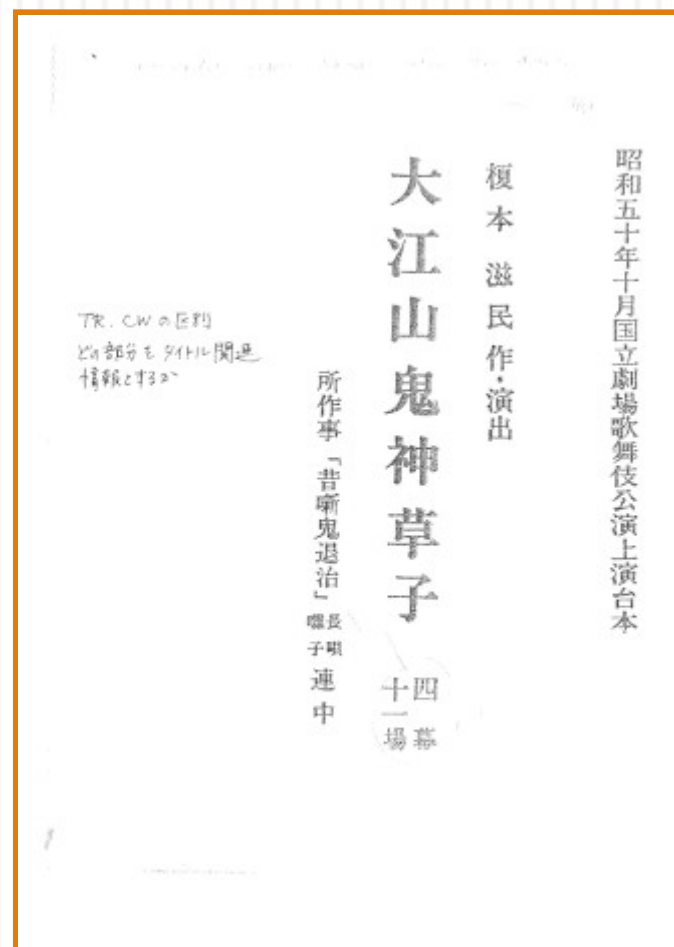 昭和五十年十月国立劇場歌舞伎公演上演台本
榎本 滋民 作・演出
大江山鬼神草子 四幕十一場
所作事「昔噺鬼退治」長唄囃子連中
TR. CWの区別
どの部分をタイトル関連
情報とするか